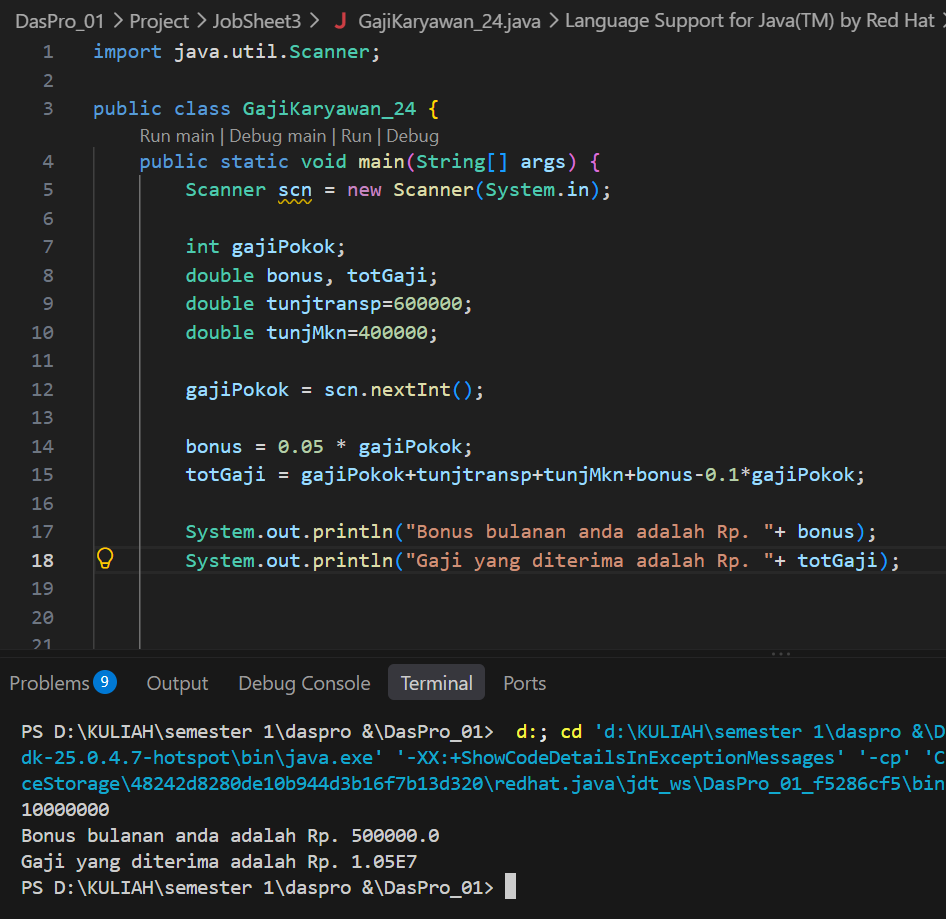 DasPro_01 > Project > JobSheet3 > J GajiKaryawan_24.java > Language Support for Java(TM) by Red Hat >
1 import java.util.Scanner;
2
3 public class GajiKaryawan_24 {
Run main | Debug main | Run | Debug
4 public static void main(String[] args) {
5 Scanner scn = new Scanner(System.in);
6
7 int gajiPokok;
8 double bonus, totGaji;
9 double tunjtransp=600000;
10 double tunjMkn=400000;
11
12 gajiPokok = scn.nextInt();
13
14 bonus = 0.05 * gajiPokok;
15 totGaji = gajiPokok+tunjtransp+tunjMkn+bonus-0.1*gajiPokok;
16
17 System.out.println("Bonus bulanan anda adalah Rp. "+ bonus);
18 System.out.println("Gaji yang diterima adalah Rp. "+ totGaji);
19
20
21
Problems 9 Output Debug Console Terminal Ports
PS D:\KULIAH\semester 1\daspro &\DasPro_01> d:; cd 'd:\KULIAH\semester 1\daspro &\D
dk-25.0.4.7-hotspot\bin\java.exe' '-XX:+ShowCodeDetailsInExceptionMessages' '-cp' 'C
ceStorage\48242d8280de10b944d3b16f7b13d320\redhat.java\jdt_ws\DasPro_01_f5286cf5\bin
10000000
Bonus bulanan anda adalah Rp. 500000.0
Gaji yang diterima adalah Rp. 1.05E7
PS D:\KULIAH\semester 1\daspro &\DasPro_01>